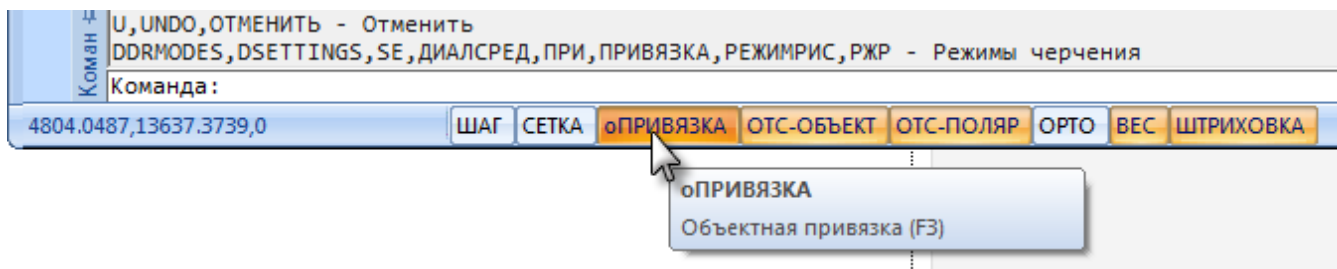 U,UNDO,ОТМЕНИТЬ - Отменить
DDRMODES,DSETTINGS,SE,ДИАЛСРЕД,ПРИ,ПРИВЯЗКА,РЕЖИМРИС,РЖР - Режимы черчения
Коман
Команда:
4804.0487,13637.3739,0 ШАГ СЕТКА оПРИВЯЗКА ОТС-ОБЪЕКТ ОТС-ПОЛЯР ОРТО ВЕС ШТРИХОВКА
оПРИВЯЗКА
Объектная привязка (F3)